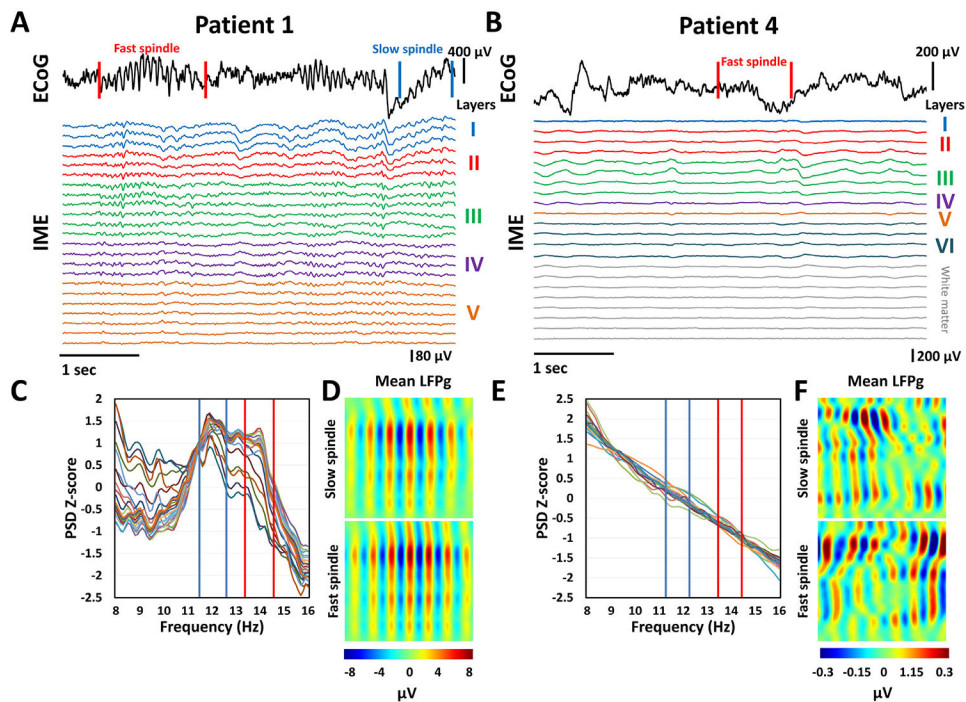 A
Patient 1
Fast spindle
Slow spindle
400 µV
ECoG
Layers
I
II
III
IV
V
IME
80 µV
1 sec
B
Patient 4
Fast spindle
200 µV
ECoG
Layers
I
II
III
IV
V
VI
White matter
IME
200 µV
1 sec
C
PSD Z-score
2
1.5
1
0.5
0
-0.5
-1
-1.5
-2
-2.5
8 9 10 11 12 13 14 15 16
Frequency (Hz)
D
Mean LFPg
Slow spindle
Fast spindle
-8 -4 0 4 8
µV
E
PSD Z-score
2.5
2
1.5
1
0.5
0
-0.5
-1
-1.5
-2
-2.5
8 9 10 11 12 13 14 15 16
Frequency (Hz)
F
Mean LFPg
Slow spindle
Fast spindle
-0.3 -0.15 0 1.15 0.3
µV